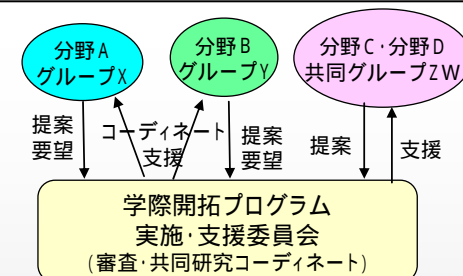 分野A
グループX
分野B
グループY
分野C・分野D
共同グループZW
提案
要望
コーディネート
支援
提案
要望
提案
支援
学際開拓プログラム
実施・支援委員会
(審査・共同研究コーディネート)